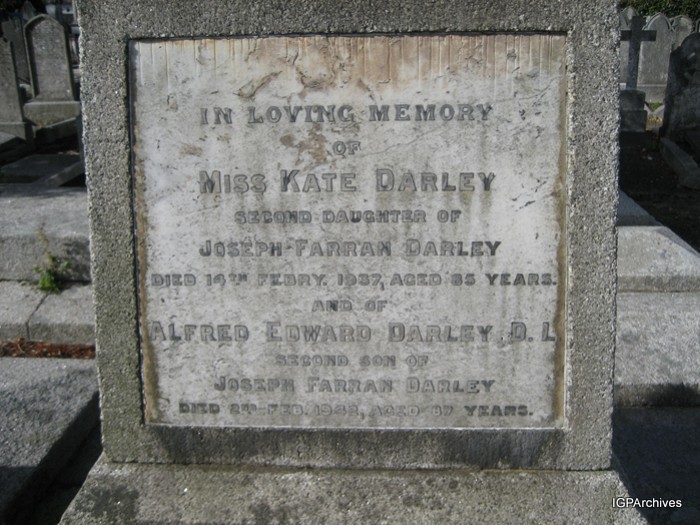 IN LOVING MEMORY
OF
MISS KATE DARLEY
SECOND DAUGHTER OF
JOSEPH FARRAN DARLEY
DIED 14TH FEBRY. 1937, AGED 85 YEARS.
AND OF
ALFRED EDWARD DARLEY, D.L
SECOND SON OF
JOSEPH FARRAN DARLEY
DIED FEB. AGED 87 YEARS.
IGPArchives